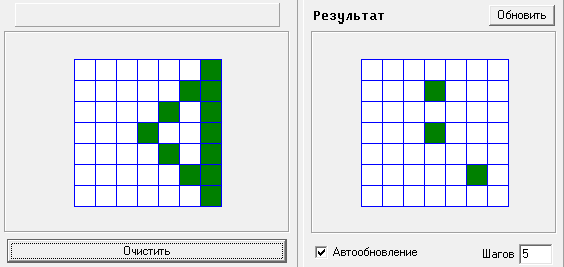 Результат
Обновить
Очистить
Автообновление
Шагов 5